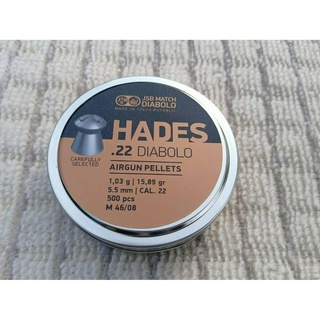 JSB MATCH
DIABOLO
MADE IN CZECH REPUBLIC
HADES
.22 DIABOLO
CAREFULLY
SELECTED
AIRGUN PELLETS
1,03 g | 15,89 gr
5.5 mm | CAL. 22
500 pcs
M 46/08